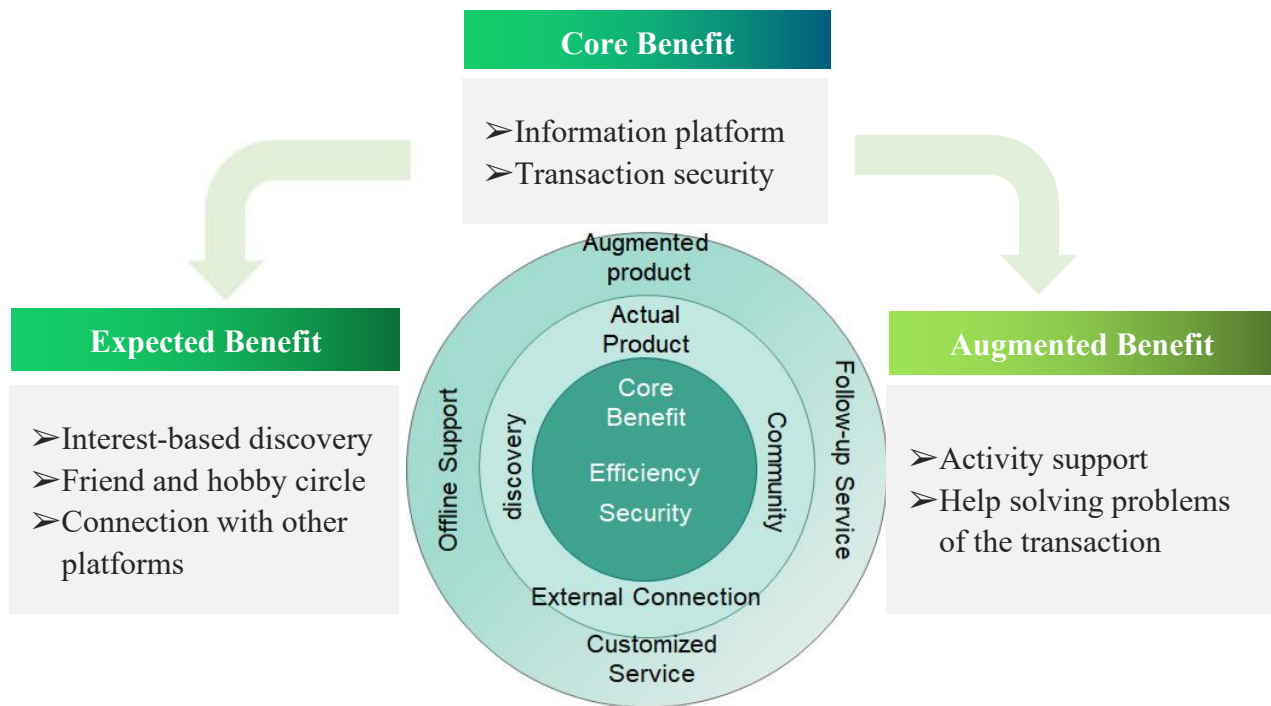 Core Benefit
➢Information platform
➢Transaction security
Expected Benefit
➢Interest-based discovery
➢Friend and hobby circle
➢Connection with other
platforms
Augmented
product
Actual
Product
Core
Benefit
Efficiency
Security
discovery
Community
External Connection
Offline Support
Follow-up Service
Customized
Service
Augmented Benefit
➢Activity support
➢Help solving problems
of the transaction